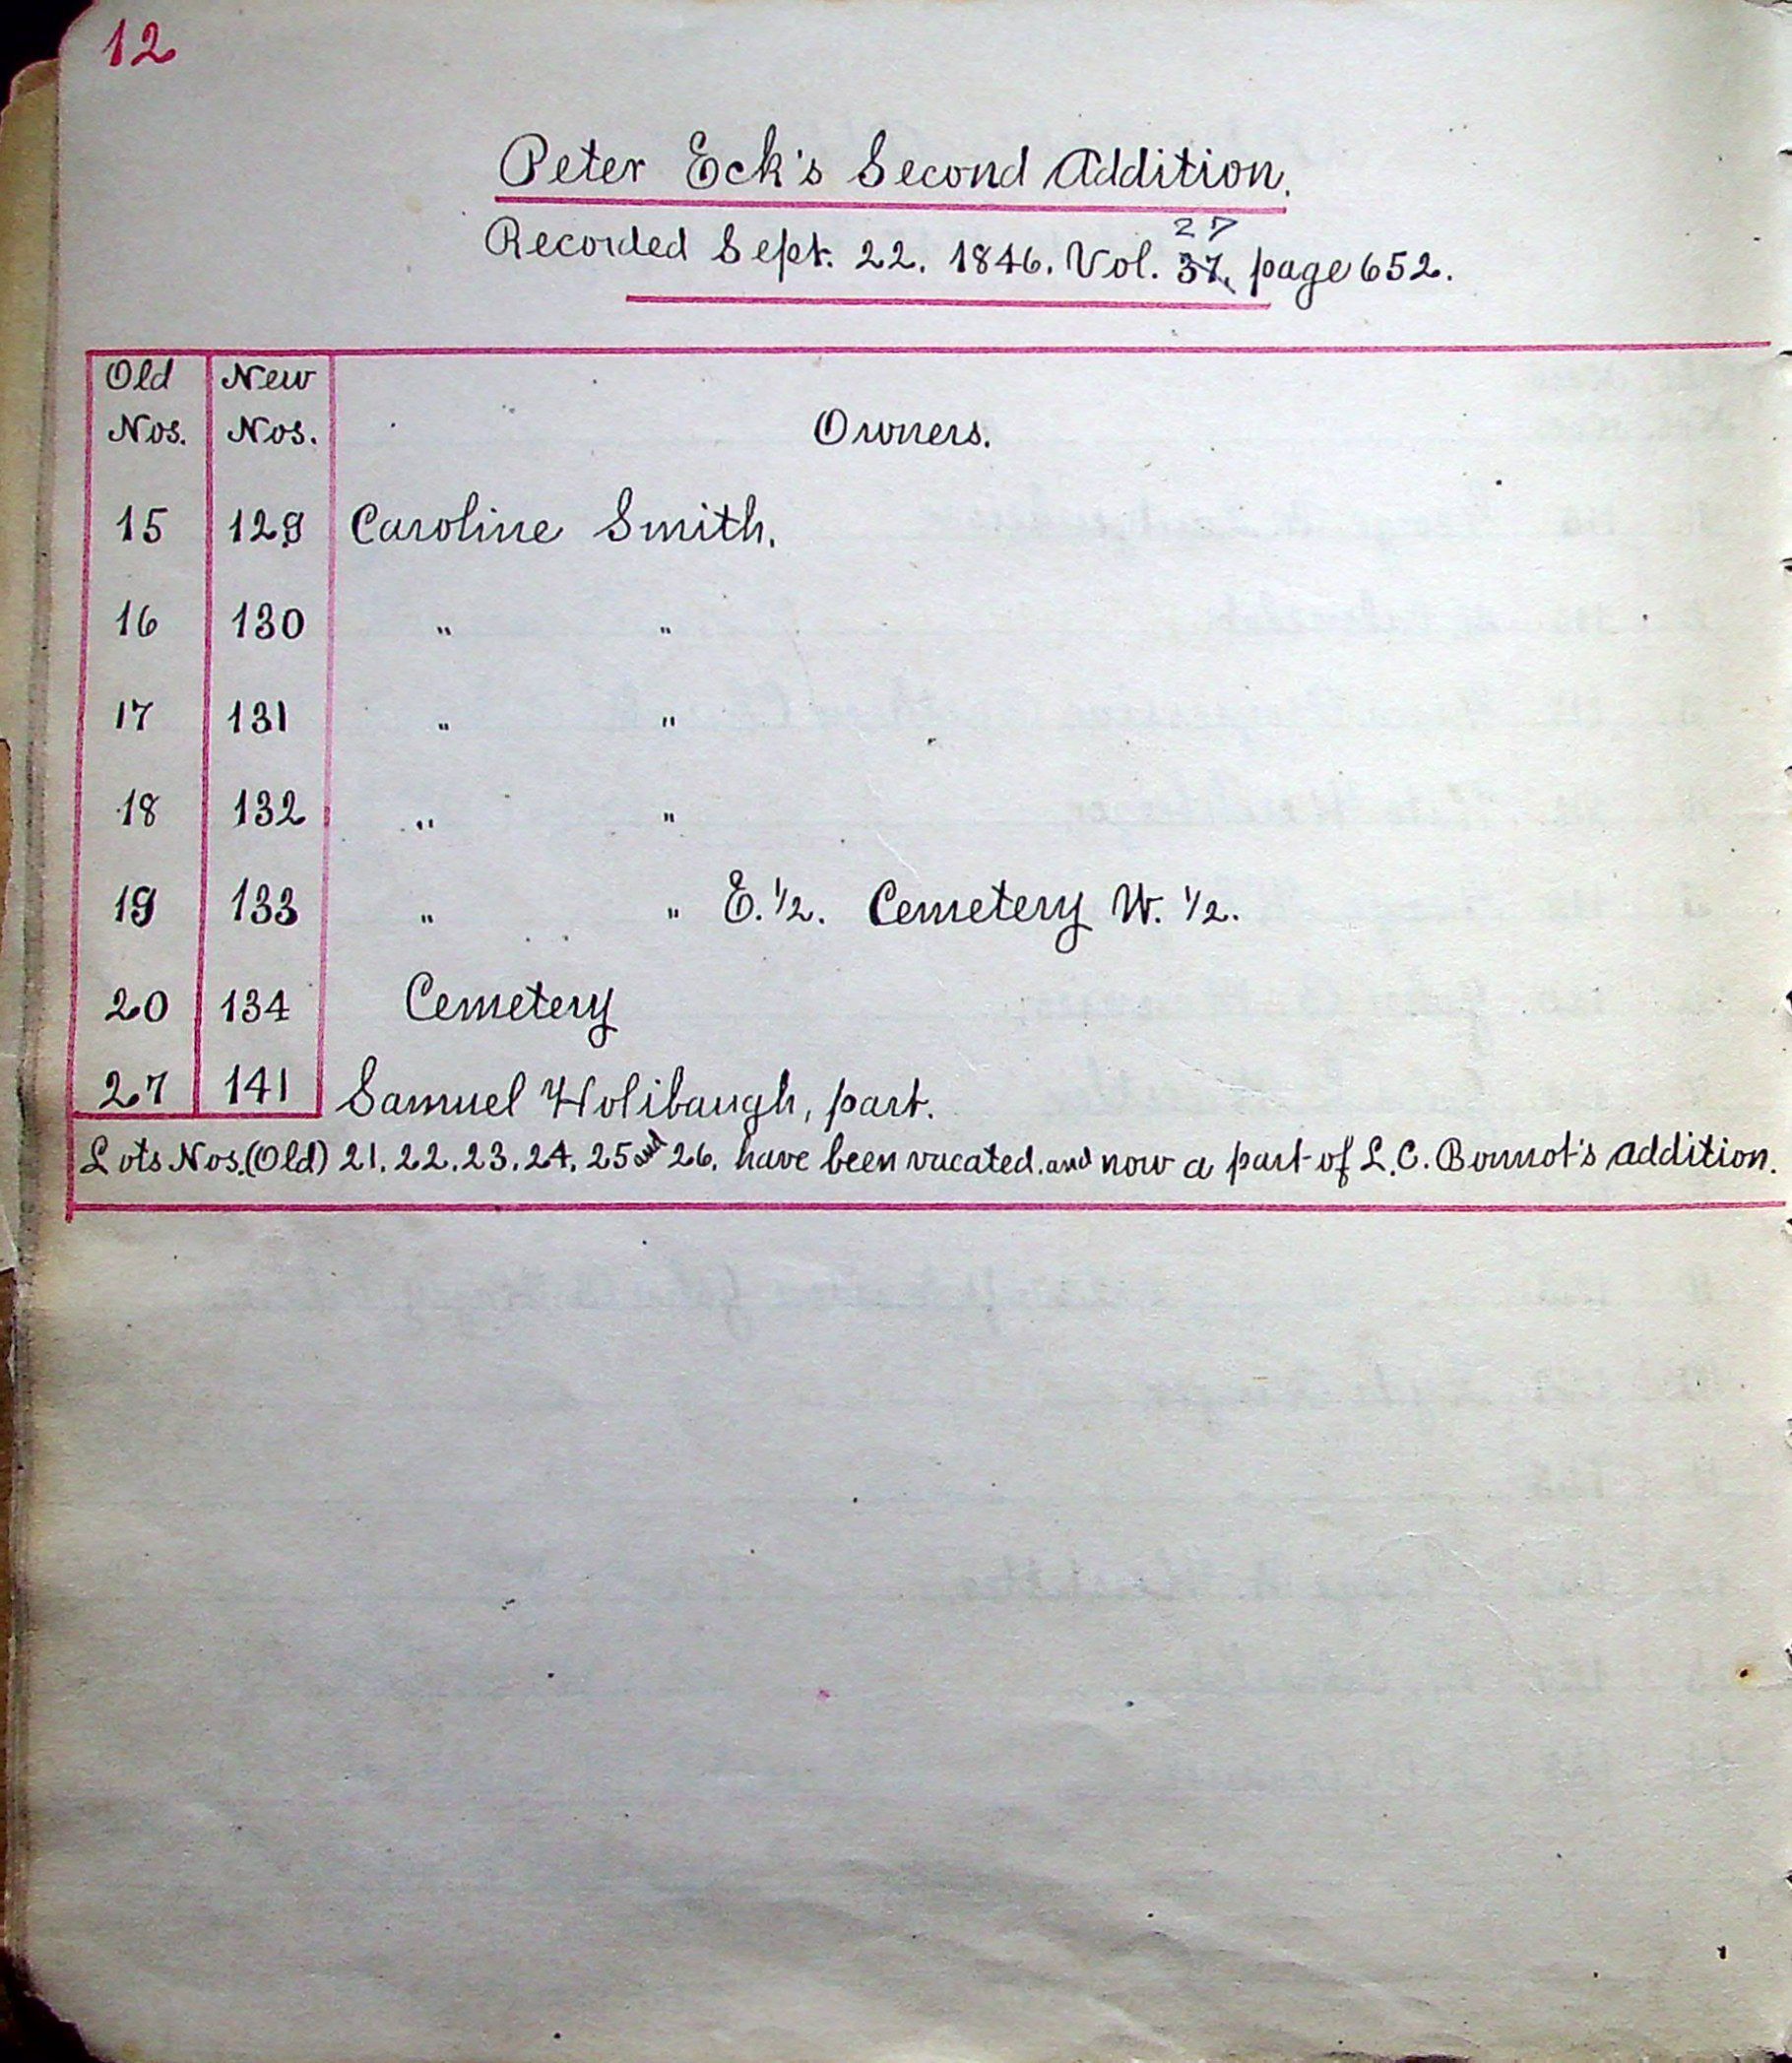 12
Peter Eck's Second Addition.
27
Recorded Sept. 22. 1846. Vol. 37, page 652.
Old New
Nos. Nos. Owners.
15 129 Caroline Smith.
16 130 " "
17 131 " "
18 132 " "
19 133 " " E. 1/2. Cemetery W. 1/2.
20 134 Cemetery
27 141 Samuel Holibaugh, part.
Lots Nos. (Old) 21. 22. 23. 24. 25 and 26. have been vacated. and now a part of L. C. Bonnot's addition.